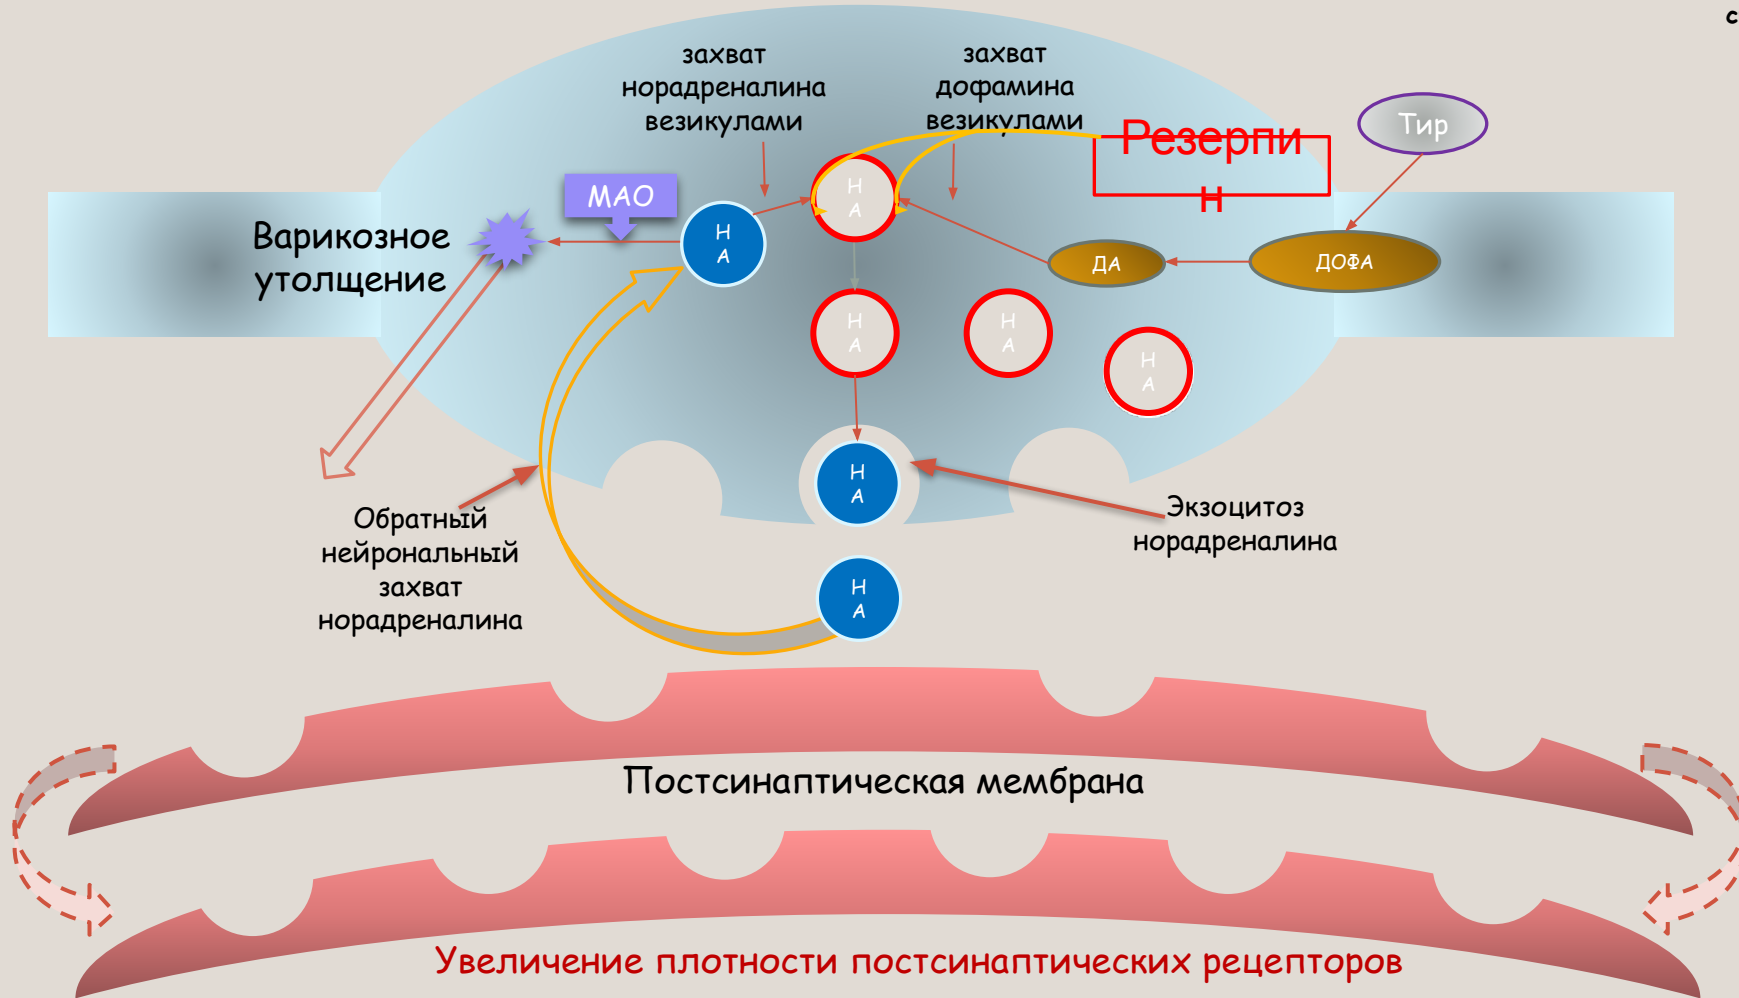 с
захват
норадреналина
везикулами
захват
дофамина
везикулами
Резерпи
н
Тир
МАО
Н
А
Н
А
Варикозное
утолщение
ДА
ДОФА
Н
А
Н
А
Н
А
Н
А
Обратный
нейрональный
захват
норадреналина
Экзоцитоз
норадреналина
Н
А
Постсинаптическая мембрана
Увеличение плотности постсинаптических рецепторов